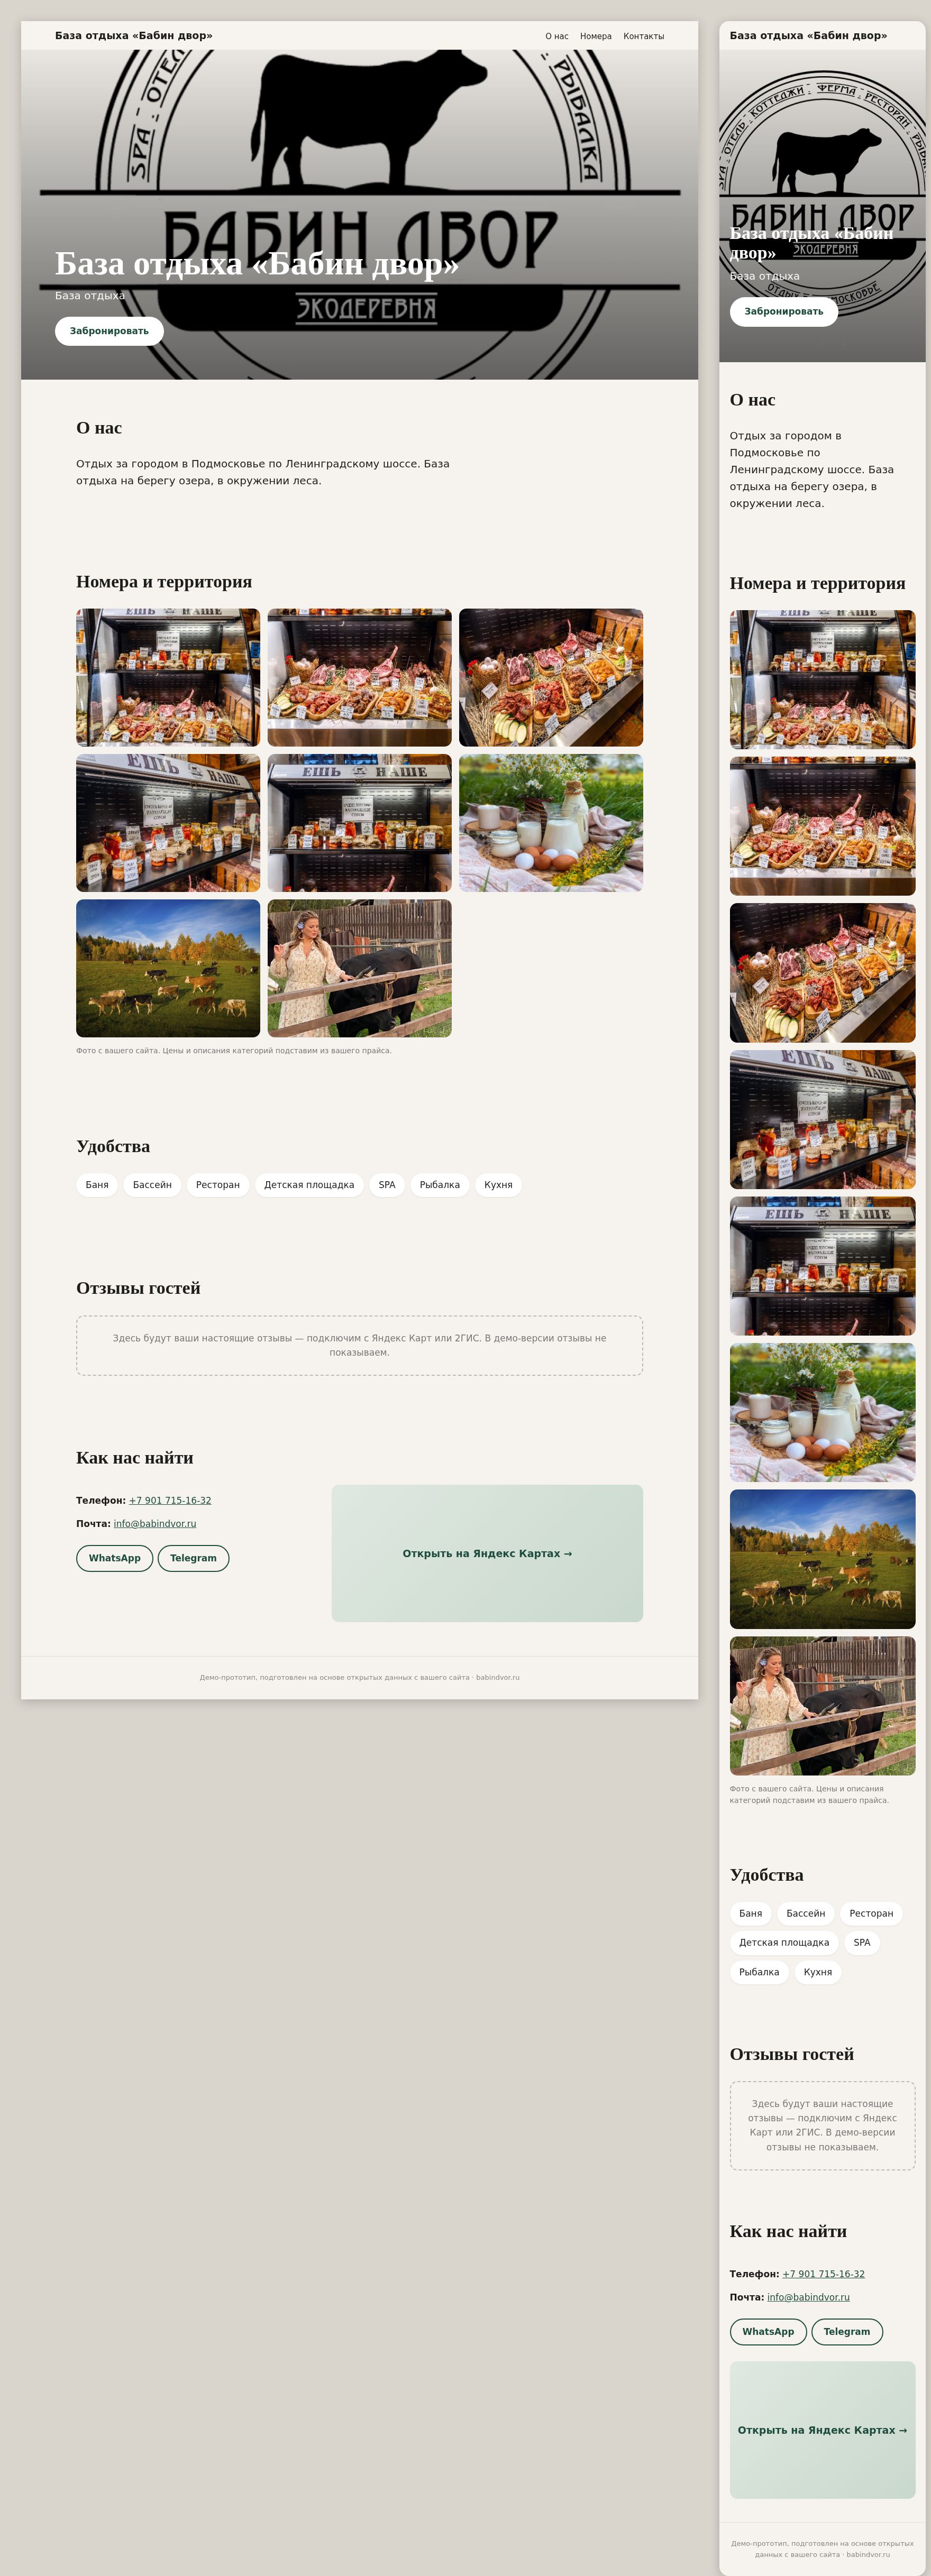 База отдыха «Бабин двор»
О нас Номера Контакты
SPA · ОТЕЛЬ
РЫБАЛКА
БАБИН ДВОР
ЭКОДЕРЕВНЯ
База отдыха «Бабин двор»
База отдыха
Забронировать
О нас
Отдых за городом в Подмосковье по Ленинградскому шоссе. База
отдыха на берегу озера, в окружении леса.
Номера и территория
ЕШЬ НАШЕ
ЕШЬ НАШЕ
ЕШЬ НАШЕ
Фото с вашего сайта. Цены и описания категорий подставим из вашего прайса.
Удобства
Баня Бассейн Ресторан Детская площадка SPA Рыбалка Кухня
Отзывы гостей
Здесь будут ваши настоящие отзывы — подключим с Яндекс Карт или 2ГИС. В демо-версии отзывы не
показываем.
Как нас найти
Телефон: +7 901 715-16-32
Почта: info@babindvor.ru
WhatsApp Telegram
Открыть на Яндекс Картах →
Демо-прототип, подготовлен на основе открытых данных с вашего сайта · babindvor.ru
База отдыха «Бабин двор»
SPA · ОТЕЛЬ · КОТТЕДЖИ · ФЕРМА · РЕСТОРАН ·
БАБИН ДВОР
ЭКОДЕРЕВНЯ
База отдыха «Бабин
двор»
База отдыха
Забронировать
О нас
Отдых за городом в
Подмосковье по
Ленинградскому шоссе. База
отдыха на берегу озера, в
окружении леса.
Номера и территория
ЕШЬ НАШЕ
ЕШЬ НАШЕ
ЕШЬ НАШЕ
Фото с вашего сайта. Цены и описания
категорий подставим из вашего прайса.
Удобства
Баня Бассейн Ресторан
Детская площадка SPA
Рыбалка Кухня
Отзывы гостей
Здесь будут ваши настоящие
отзывы — подключим с Яндекс
Карт или 2ГИС. В демо-версии
отзывы не показываем.
Как нас найти
Телефон: +7 901 715-16-32
Почта: info@babindvor.ru
WhatsApp Telegram
Открыть на Яндекс Картах →
Демо-прототип, подготовлен на основе открытых
данных с вашего сайта · babindvor.ru